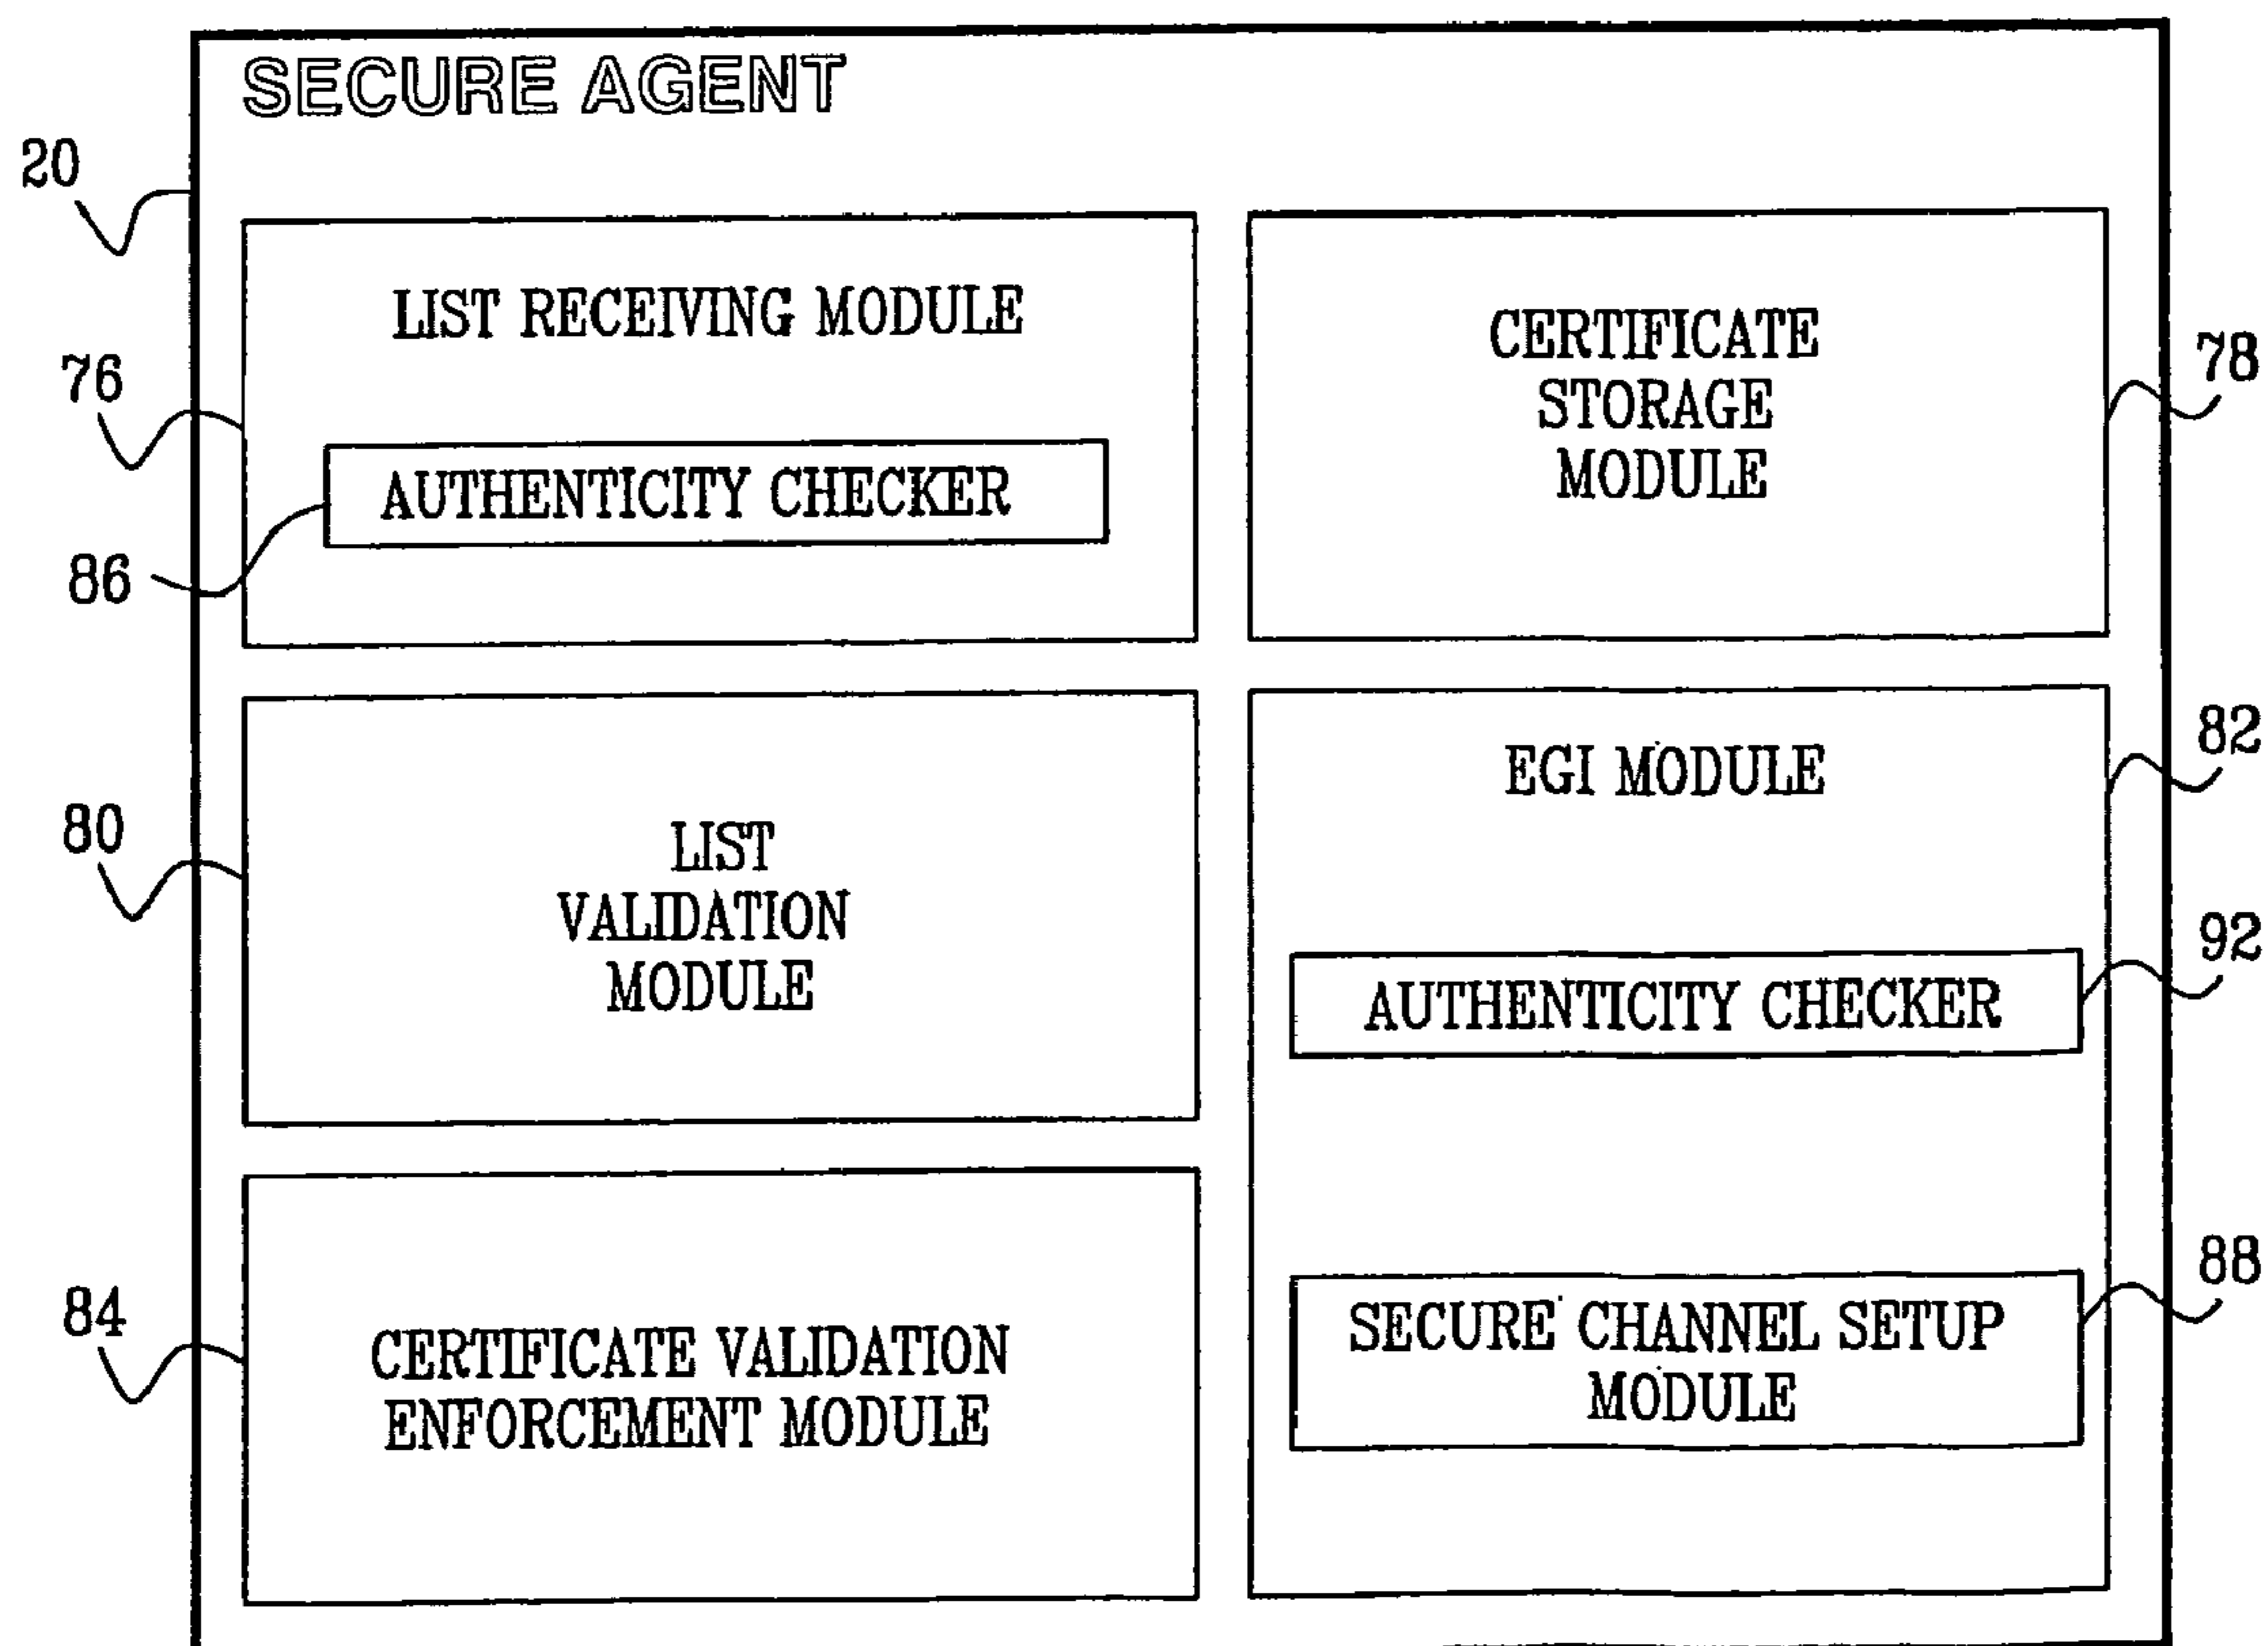 SECURE AGENT
20
LIST RECEIVING MODULE
76
AUTHENTICITY CHECKER
86
CERTIFICATE
STORAGE
MODULE
78
LIST
VALIDATION
MODULE
80
EGI MODULE
82
AUTHENTICITY CHECKER
92
SECURE CHANNEL SETUP
MODULE
88
CERTIFICATE VALIDATION
ENFORCEMENT MODULE
84